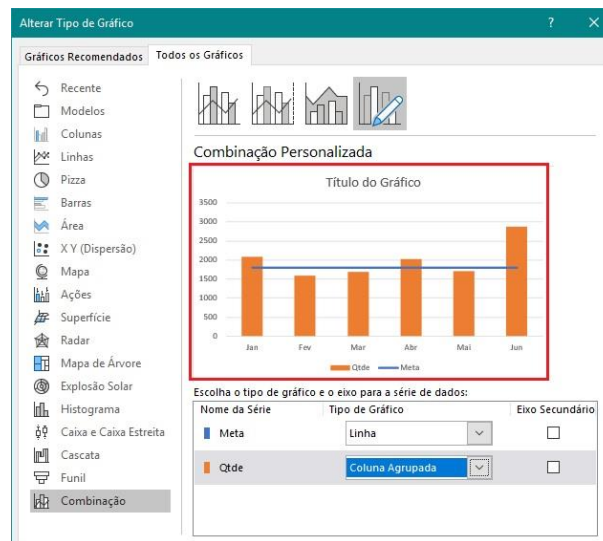 Alterar Tipo de Gráfico ? ×
Gráficos Recomendados Todos os Gráficos
Recente
Modelos
Colunas
Linhas
Pizza
Barras
Área
X Y (Dispersão)
Mapa
Ações
Superfície
Radar
Mapa de Árvore
Explosão Solar
Histograma
Caixa e Caixa Estreita
Cascata
Funil
Combinação
Combinação Personalizada
Título do Gráfico
3500
3000
2500
2000
1500
1000
500
0
Jan Fev Mar Abr Mai Jun
Qtde Meta
Escolha o tipo de gráfico e o eixo para a série de dados:
Nome da Série Tipo de Gráfico Eixo Secundário
Meta Linha
Qtde Coluna Agrupada